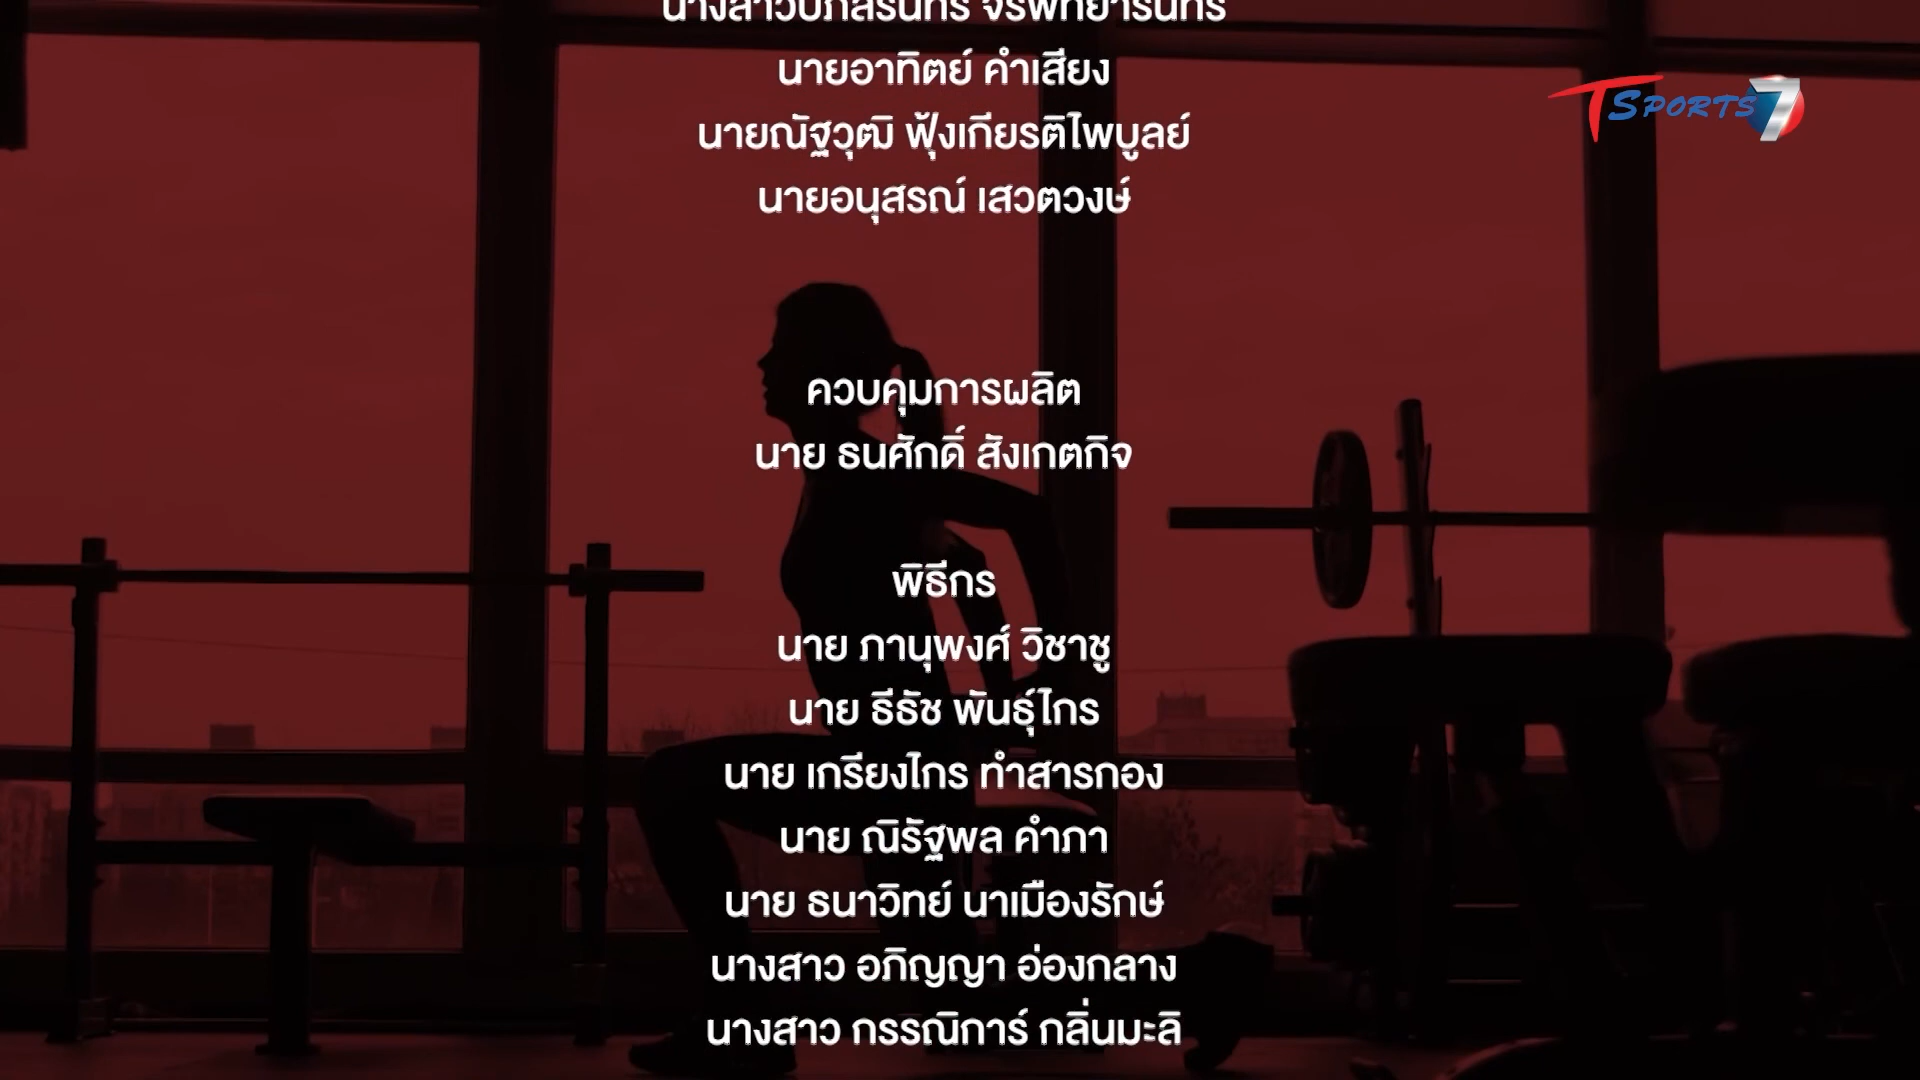 นายอาทิตย์ คำเสียง
TSPORTS7
นายณัฐวุฒิ ฟุ้งเกียรติไพบูลย์
นายอนุสรณ์ เสวตวงษ์
ควบคุมการผลิต
นาย ธนศักดิ์ สังเกตกิจ
พิธีกร
นาย ภานุพงศ์ วิชาชู
นาย ธีธัช พันธุ์ไกร
นาย เกรียงไกร ทำสารกอง
นาย ณิรัฐพล คำภา
นาย ธนาวิทย์ นาเมืองรักษ์
นางสาว อภิญญา อ่องกลาง
นางสาว กรรณิการ์ กลิ่นมะลิ